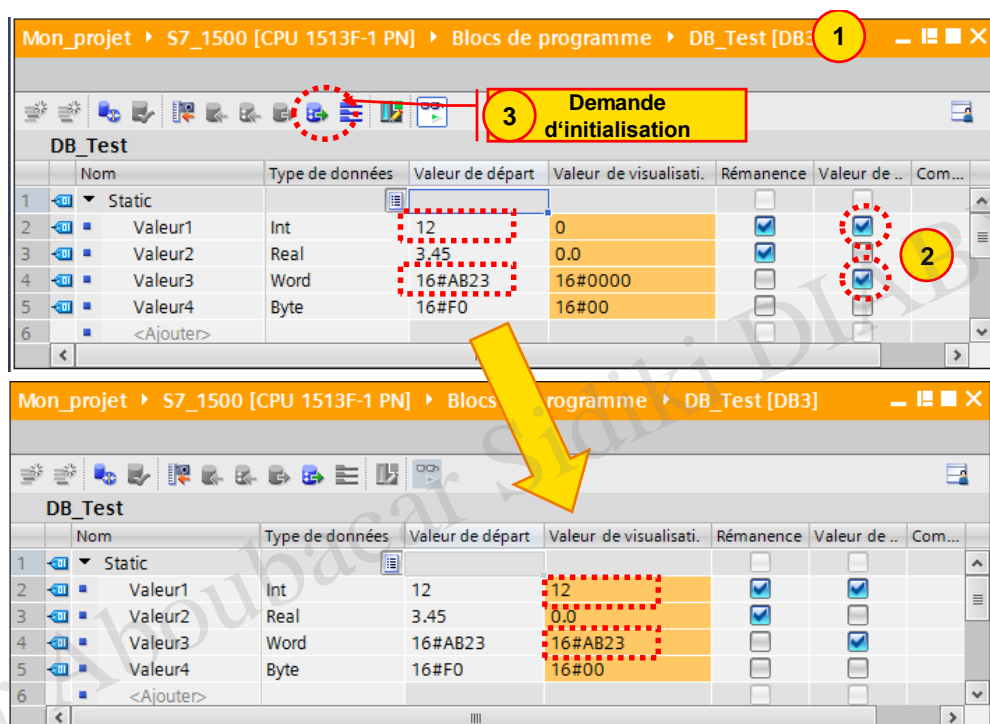 Mon_projet ▸ S7_1500 [CPU 1513F-1 PN] ▸ Blocs de programme ▸ DB_Test [DB3 1
3 Demande
d‘initialisation
DB_Test
Nom Type de données Valeur de départ Valeur de visualisati. Rémanence Valeur de .. Com...
1 Static
2 Valeur1 Int 12 0
3 Valeur2 Real 3.45 0.0
2
4 Valeur3 Word 16#AB23 16#0000
5 Valeur4 Byte 16#F0 16#00
6 <Ajouter>
Mon_projet ▸ S7_1500 [CPU 1513F-1 PN] ▸ Blocs rogramme ▸ DB_Test [DB3]
DB_Test
Nom Type de données Valeur de départ Valeur de visualisati. Rémanence Valeur de .. Com...
1 Static
2 Valeur1 Int 12 12
3 Valeur2 Real 3.45 0.0
4 Valeur3 Word 16#AB23 16#AB23
5 Valeur4 Byte 16#F0 16#00
6 <Ajouter>
Aboubacar Sidiki DIAB